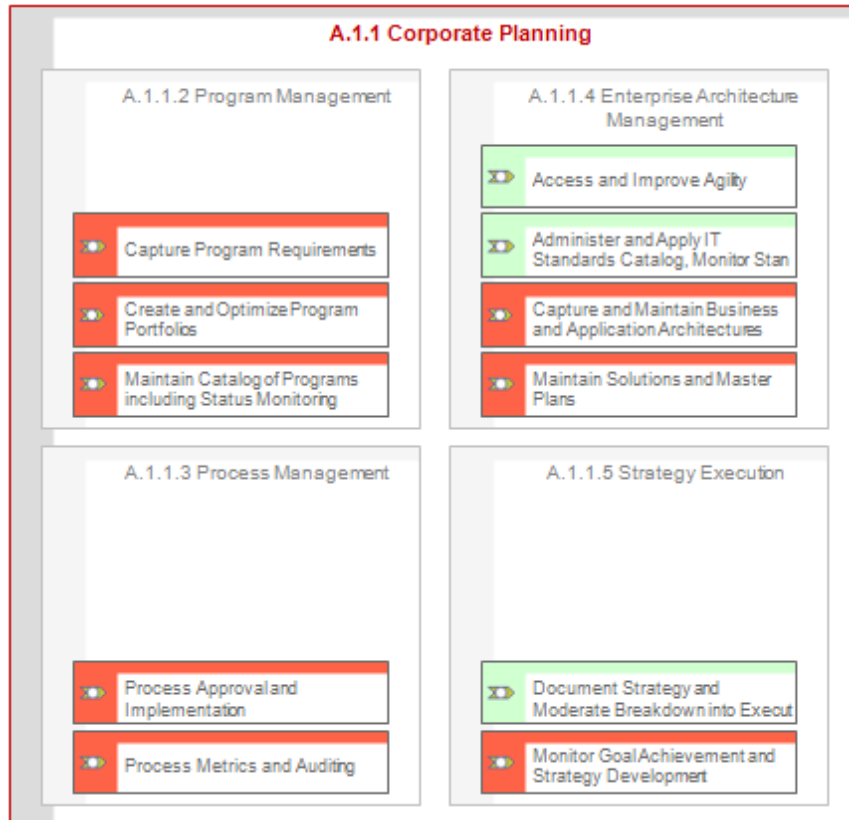 A.1.1 Corporate Planning
A.1.1.2 Program Management
Capture Program Requirements
Create and Optimize Program
Portfolios
Maintain Catalog of Programs
including Status Monitoring
A.1.1.4 Enterprise Architecture
Management
Access and Improve Agility
Administer and Apply IT
Standards Catalog, Monitor Stan
Capture and Maintain Business
and Application Architectures
Maintain Solutions and Master
Plans
A.1.1.3 Process Management
Process Approval and
Implementation
Process Metrics and Auditing
A.1.1.5 Strategy Execution
Document Strategy and
Moderate Breakdown into Execut
Monitor Goal Achievement and
Strategy Development